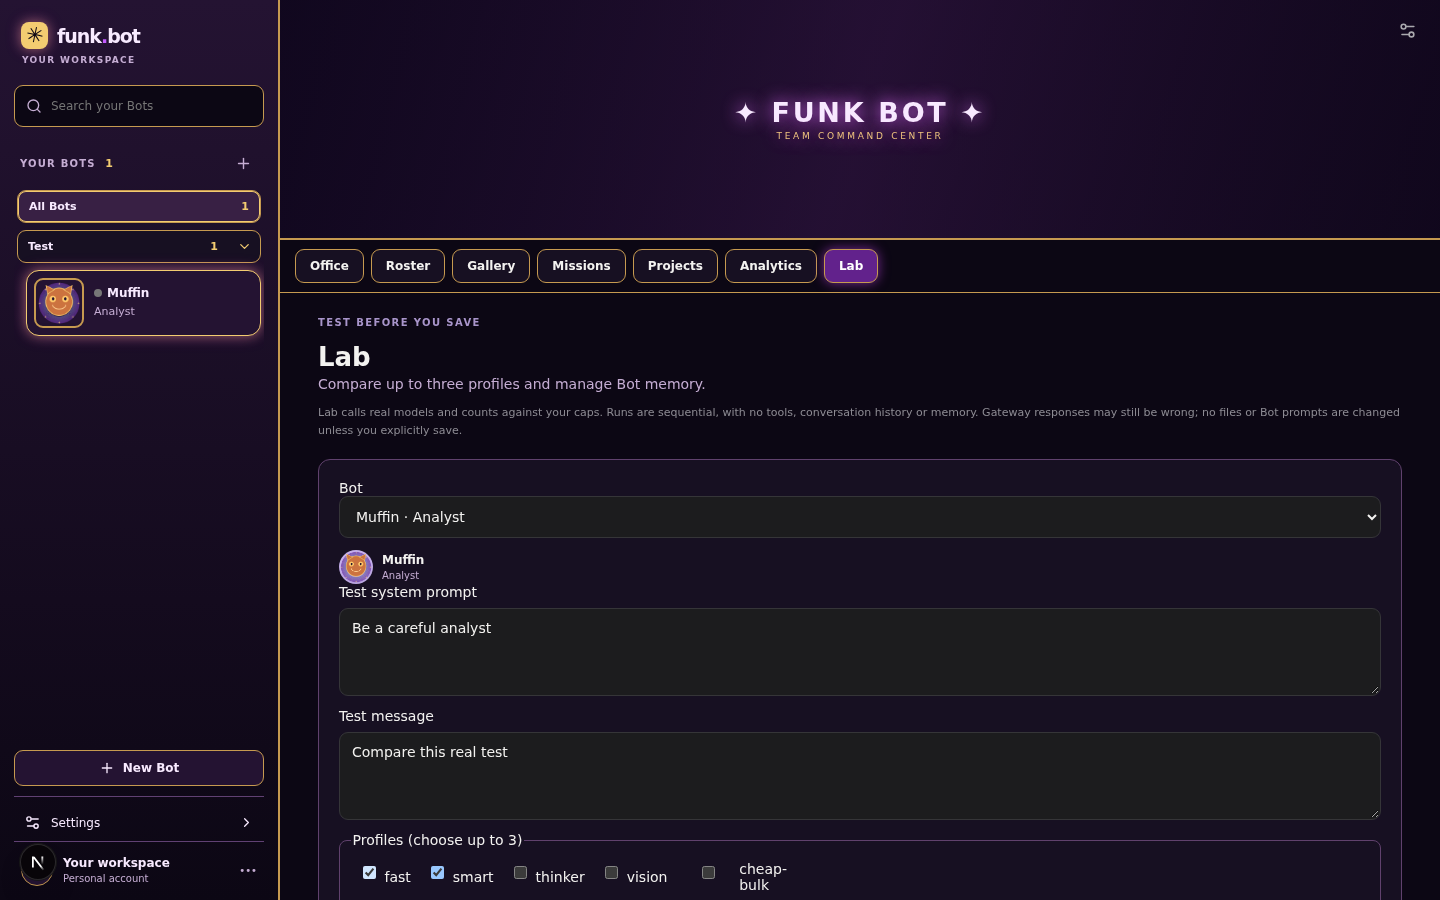 funk.bot
YOUR WORKSPACE
Search your Bots
YOUR BOTS 1
All Bots 1
Test 1
Muffin
Analyst
New Bot
Settings
N
Your workspace
Personal account
✦ FUNK BOT ✦
TEAM COMMAND CENTER
Office Roster Gallery Missions Projects Analytics Lab
TEST BEFORE YOU SAVE
Lab
Compare up to three profiles and manage Bot memory.
Lab calls real models and counts against your caps. Runs are sequential, with no tools, conversation history or memory. Gateway responses may still be wrong; no files or Bot prompts are changed
unless you explicitly save.
Bot
Muffin · Analyst
Muffin
Analyst
Test system prompt
Be a careful analyst
Test message
Compare this real test
Profiles (choose up to 3)
fast smart thinker vision cheap-
bulk